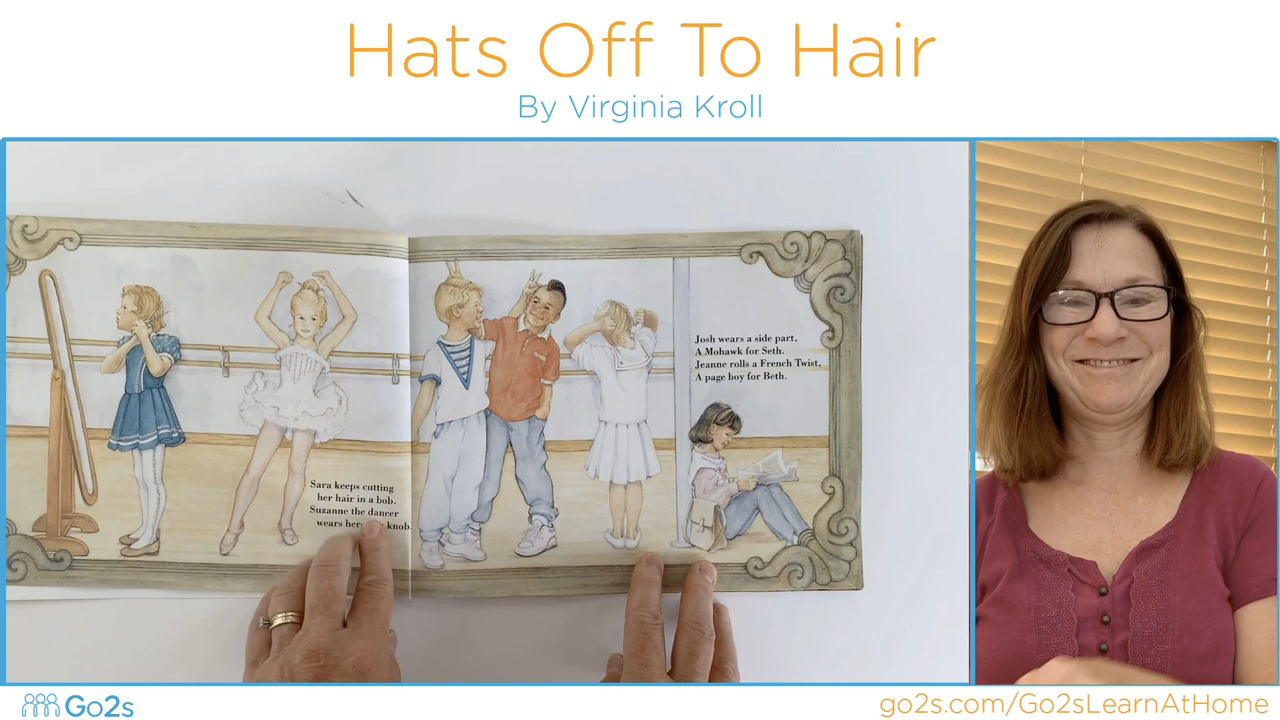 Hats Off To Hair
By Virginia Kroll
Sara keeps cutting
her hair in a bob.
Suzanne the dancer
wears hers knob.
Josh wears a side part,
A Mohawk for Seth.
Jeanne rolls a French Twist,
A page boy for Beth.
Go2s
go2s.com/Go2sLearnAtHome